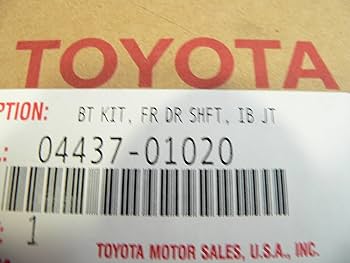 TOYOTA
PTION: BT KIT, FR DR SHFT, IB JT
.: 04437-01020
: 1
TOYOTA MOTOR SALES, U.S.A., INC.